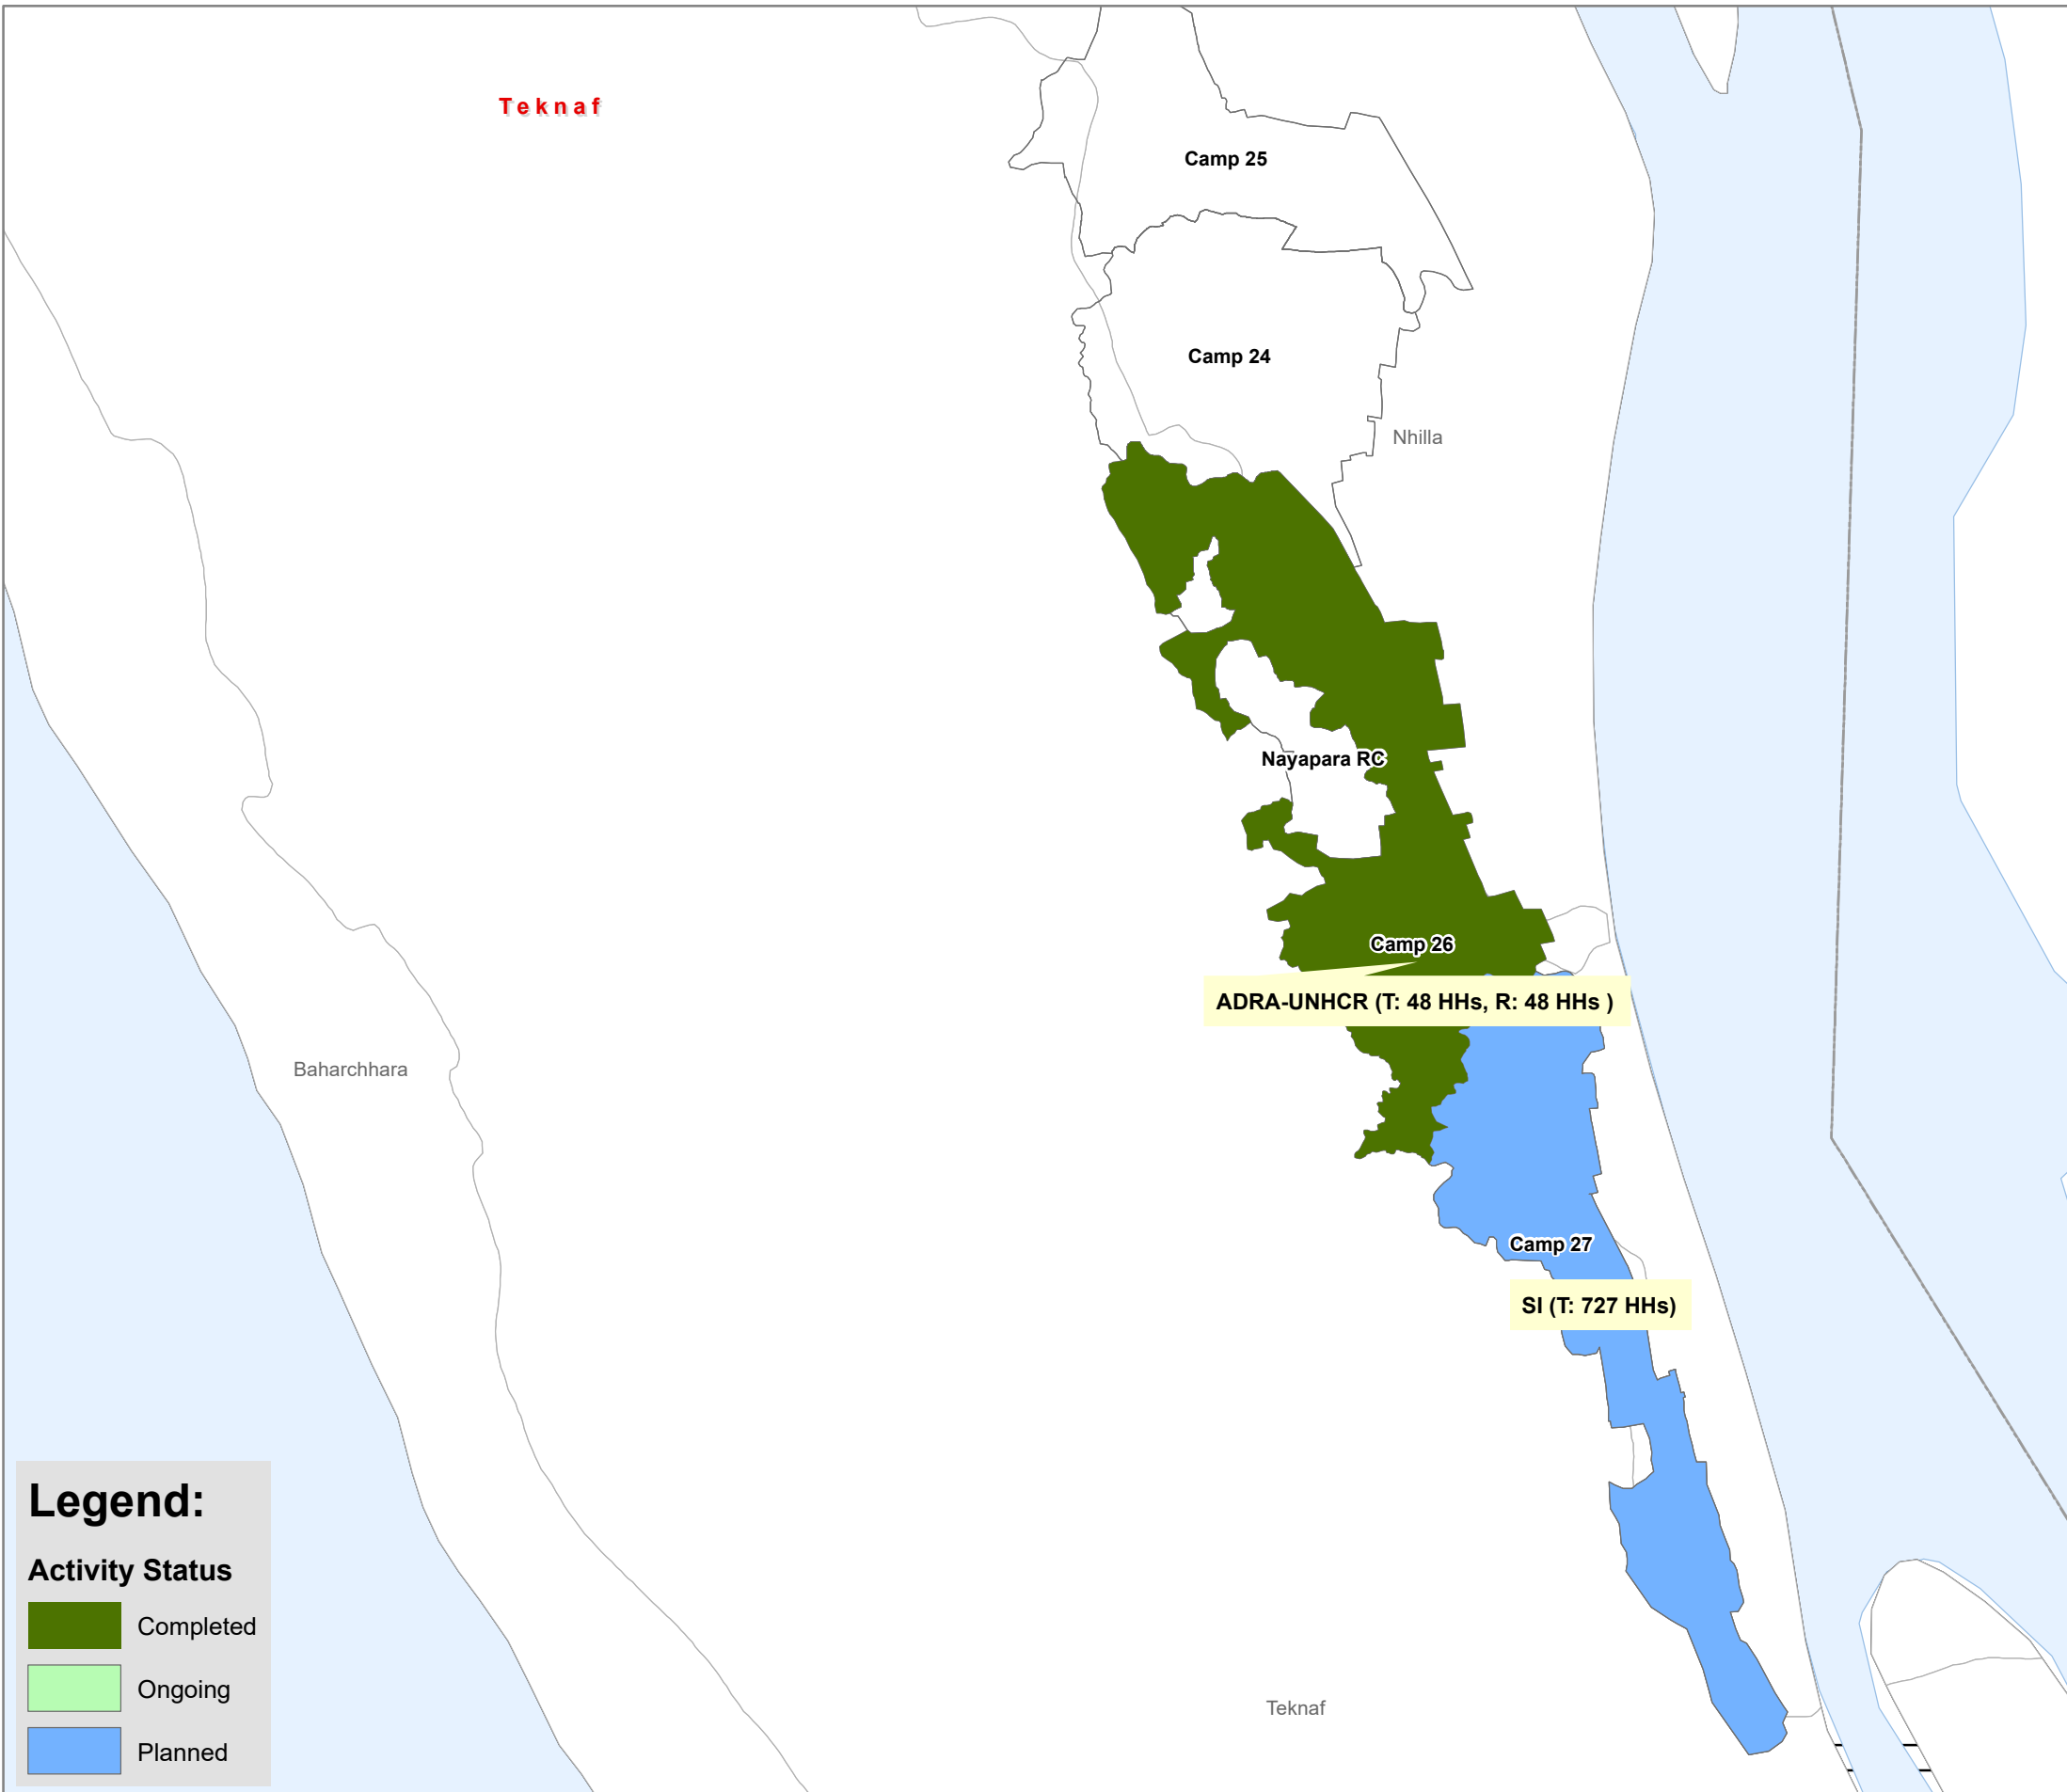 Teknaf
Camp 25
Camp 24
Nhilla
Nayapara RC
Camp 26
ADRA-UNHCR (T: 48 HHs, R: 48 HHs )
Baharchhara
Camp 27
SI (T: 727 HHs)
Legend:
Activity Status
Completed
Ongoing
Planned
Teknaf